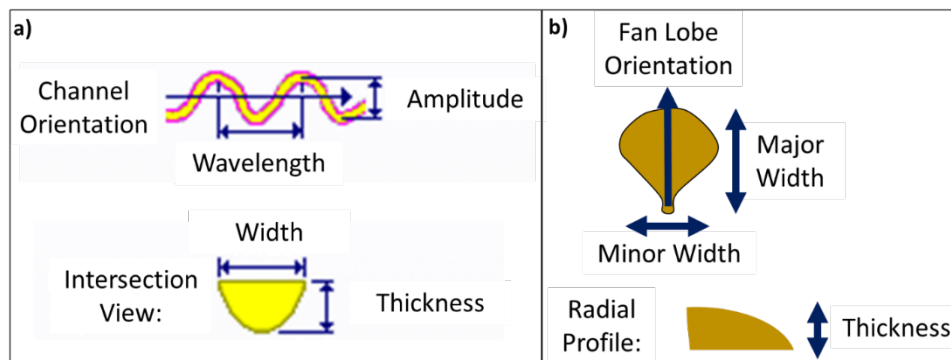 a)
Channel
Orientation
Amplitude
Wavelength
Width
Intersection
View:
Thickness
b)
Fan Lobe
Orientation
Major
Width
Minor Width
Radial
Profile:
Thickness